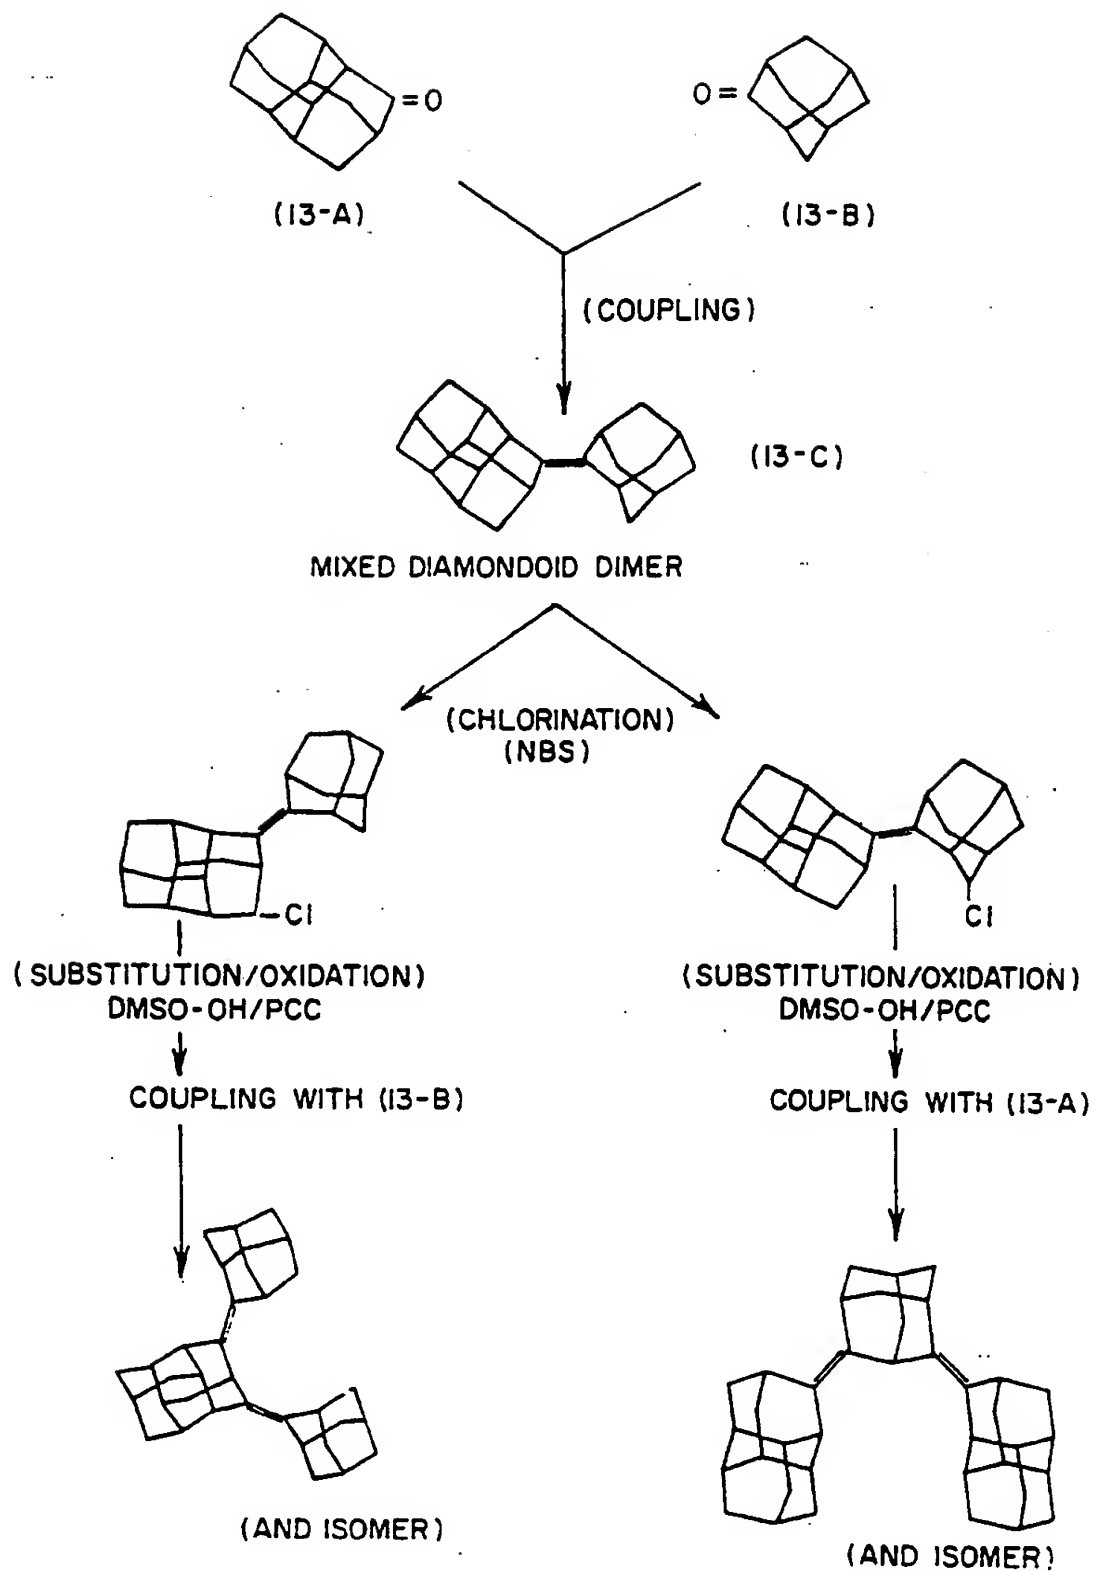 =O
O=
(13-A)
(13-B)
(COUPLING)
(13-C)
MIXED DIAMONDOID DIMER
(CHLORINATION)
(NBS)
-Cl
Cl
(SUBSTITUTION/OXIDATION)
DMSO-OH/PCC
(SUBSTITUTION/OXIDATION)
DMSO-OH/PCC
COUPLING WITH (13-B)
COUPLING WITH (13-A)
(AND ISOMER)
(AND ISOMER)